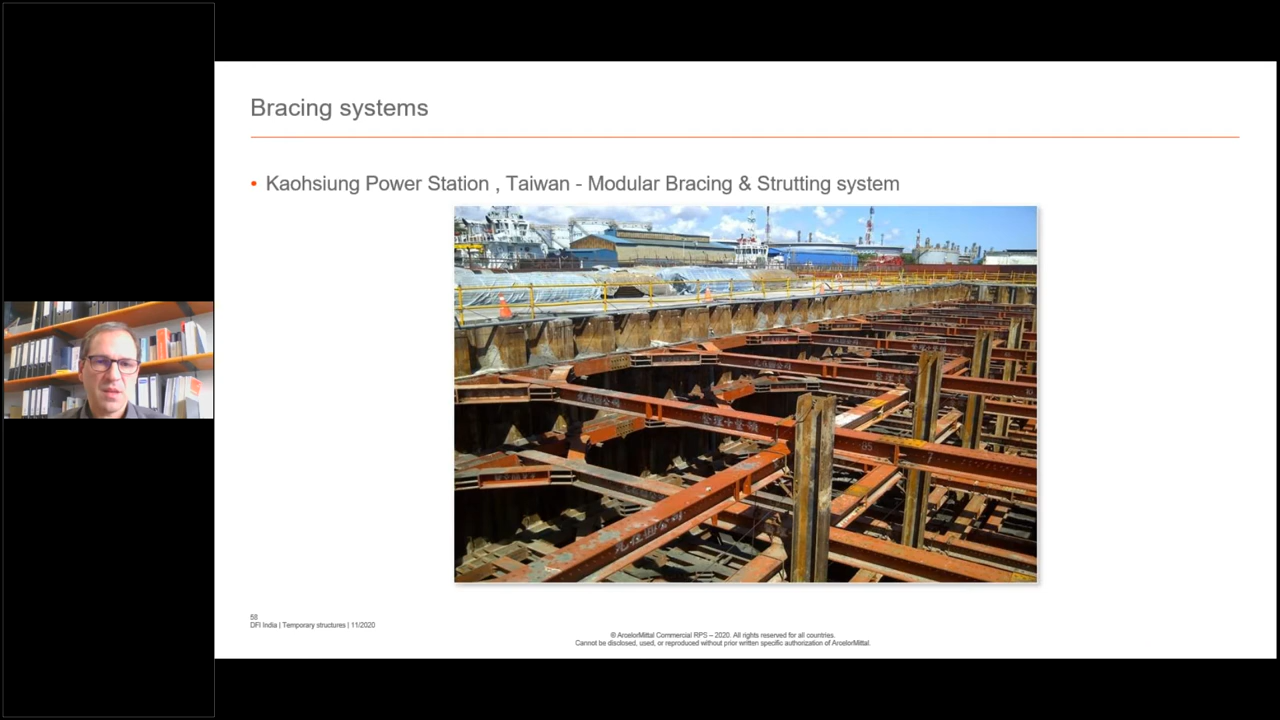 Bracing systems
• Kaohsiung Power Station , Taiwan - Modular Bracing & Strutting system
58
DFI India | Temporary structures | 11/2020
© ArcelorMittal Commercial RPS – 2020. All rights reserved for all countries.
Cannot be disclosed, used, or reproduced without prior written specific authorization of ArcelorMittal.